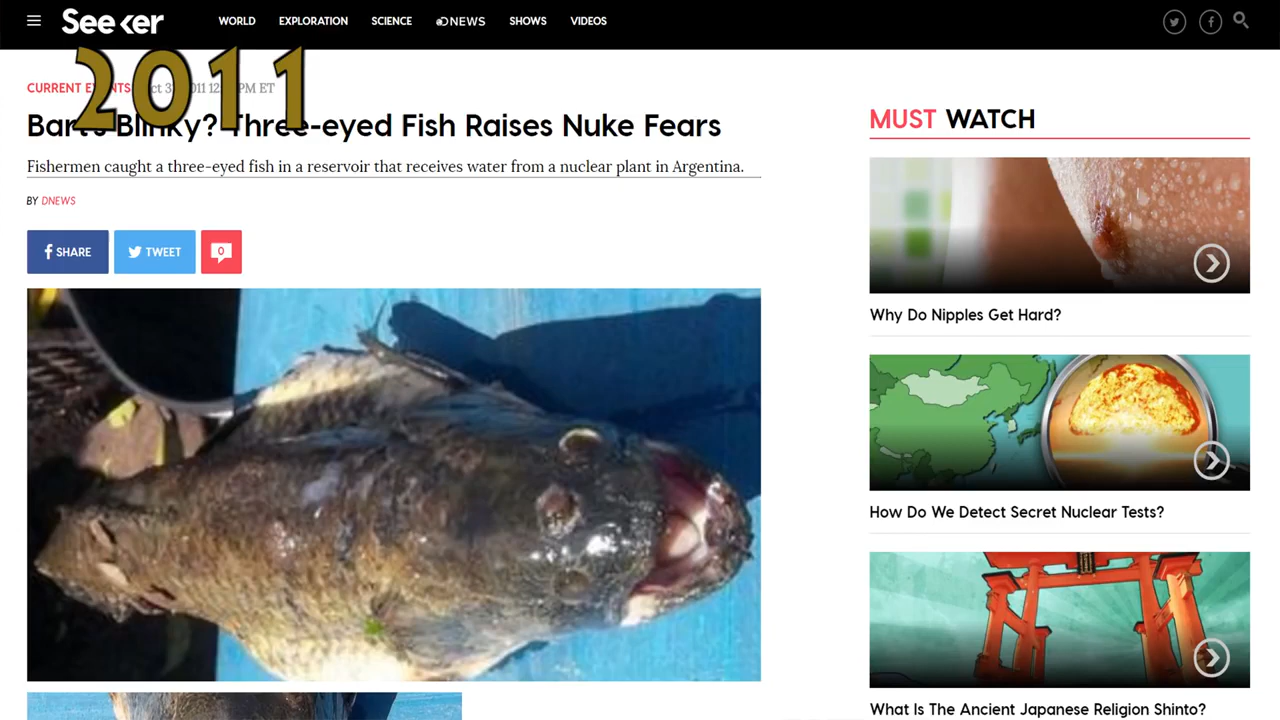 Seeker
WORLD EXPLORATION SCIENCE DNEWS SHOWS VIDEOS
2011
CURRENT 2011 PM ET
Three-eyed Fish Raises Nuke Fears
Fishermen caught a three-eyed fish in a reservoir that receives water from a nuclear plant in Argentina.
BY DNEWS
SHARE TWEET 0
MUST WATCH
Why Do Nipples Get Hard?
How Do We Detect Secret Nuclear Tests?
What Is The Ancient Japanese Religion Shinto?